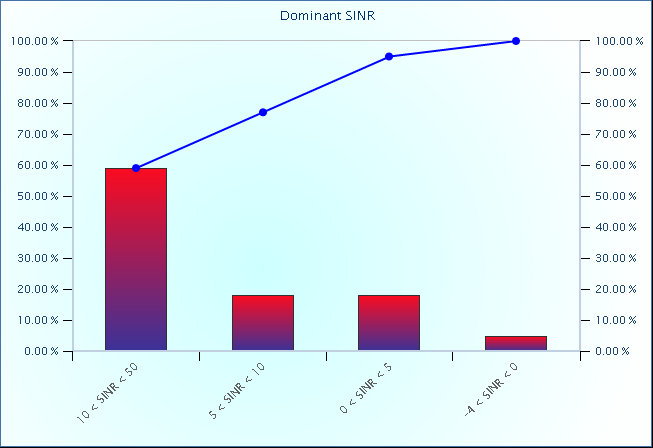 Dominant SINR
100.00 % 100.00 %
90.00 % 90.00 %
80.00 % 80.00 %
70.00 % 70.00 %
60.00 % 60.00 %
50.00 % 50.00 %
40.00 % 40.00 %
30.00 % 30.00 %
20.00 % 20.00 %
10.00 % 10.00 %
0.00 % 0.00 %
10 < SINR < 50
5 < SINR < 10
0 < SINR < 5
-4 < SINR < 0